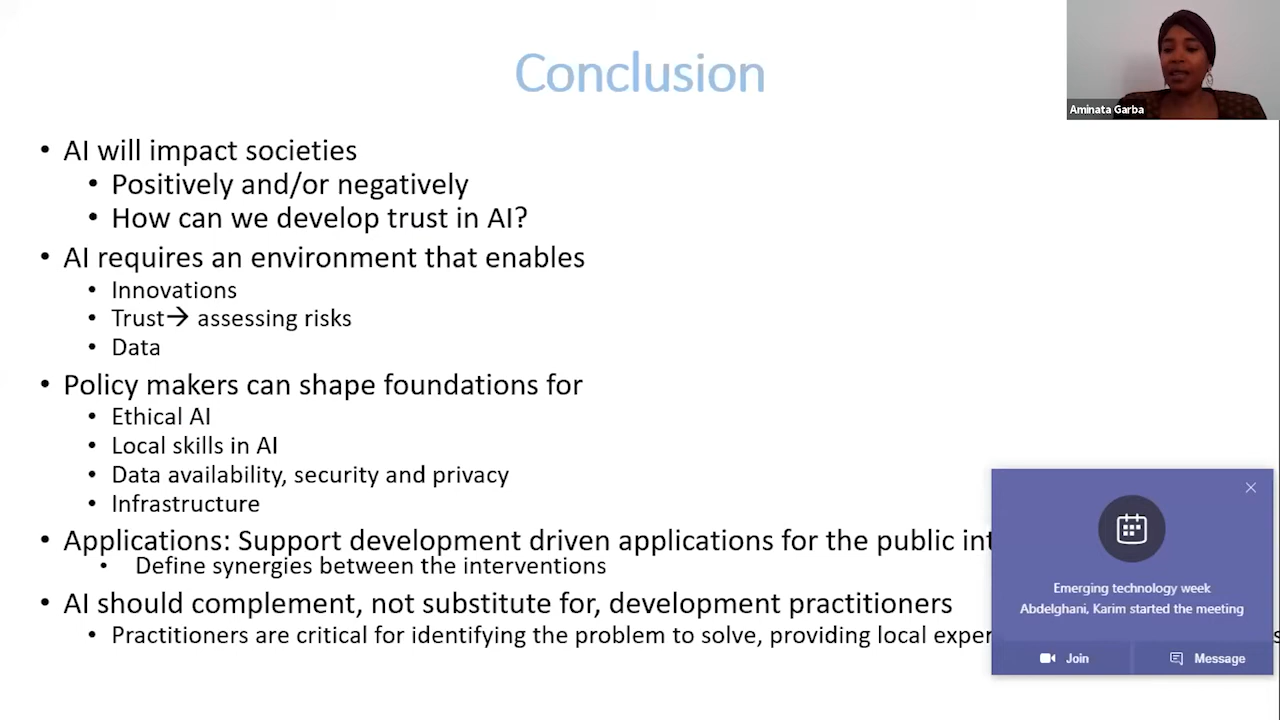 Conclusion
Aminata Garba
• AI will impact societies
• Positively and/or negatively
• How can we develop trust in AI?
• AI requires an environment that enables
• Innovations
• Trust→ assessing risks
• Data
• Policy makers can shape foundations for
• Ethical AI
• Local skills in AI
• Data availability, security and privacy
• Infrastructure
• Applications: Support development driven applications for the public
• Define synergies between the interventions
• AI should complement, not substitute for, development practitioners
• Practitioners are critical for identifying the problem to solve, providing local
Emerging technology week
Abdelghani, Karim started the meeting
Join
Message